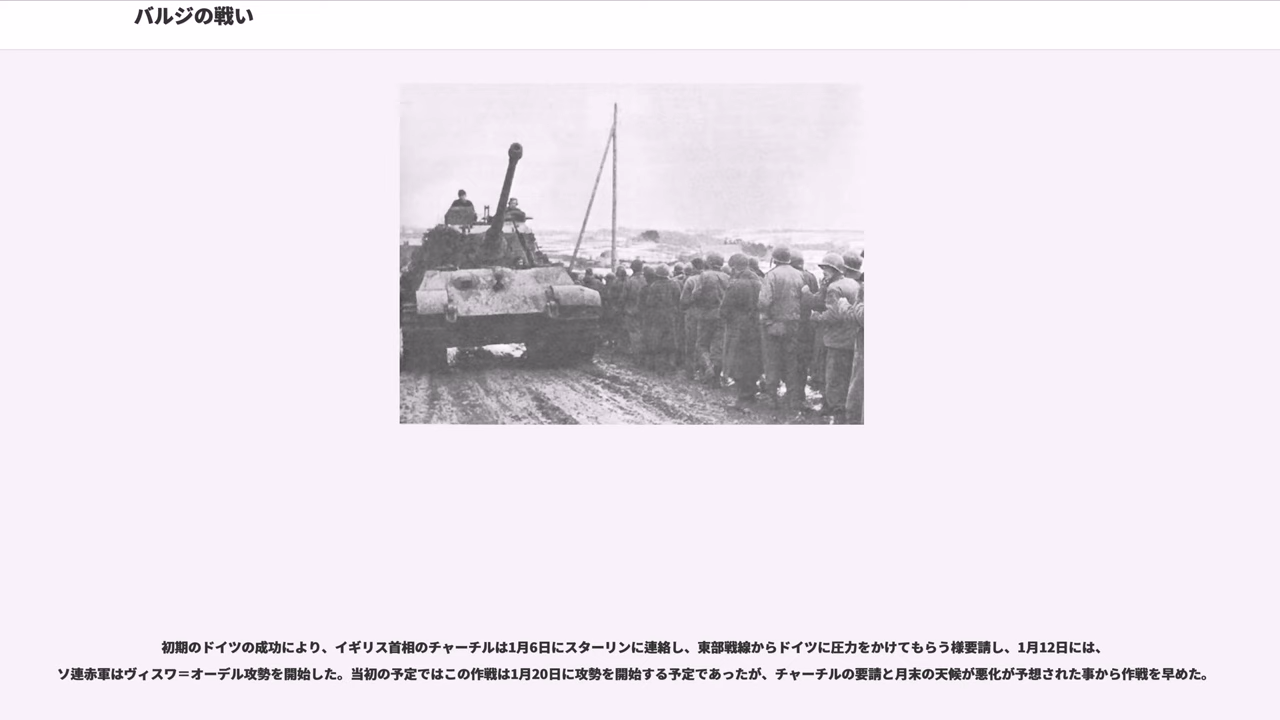 バルジの戦い
初期のドイツの成功により、イギリス首相のチャーチルは1月6日にスターリンに連絡し、東部戦線からドイツに圧力をかけてもらう様要請し、1月12日には、
ソ連赤軍はヴィスワ＝オーデル攻勢を開始した。当初の予定ではこの作戦は1月20日に攻勢を開始する予定であったが、チャーチルの要請と月末の天候が悪化が予想された事から作戦を早めた。